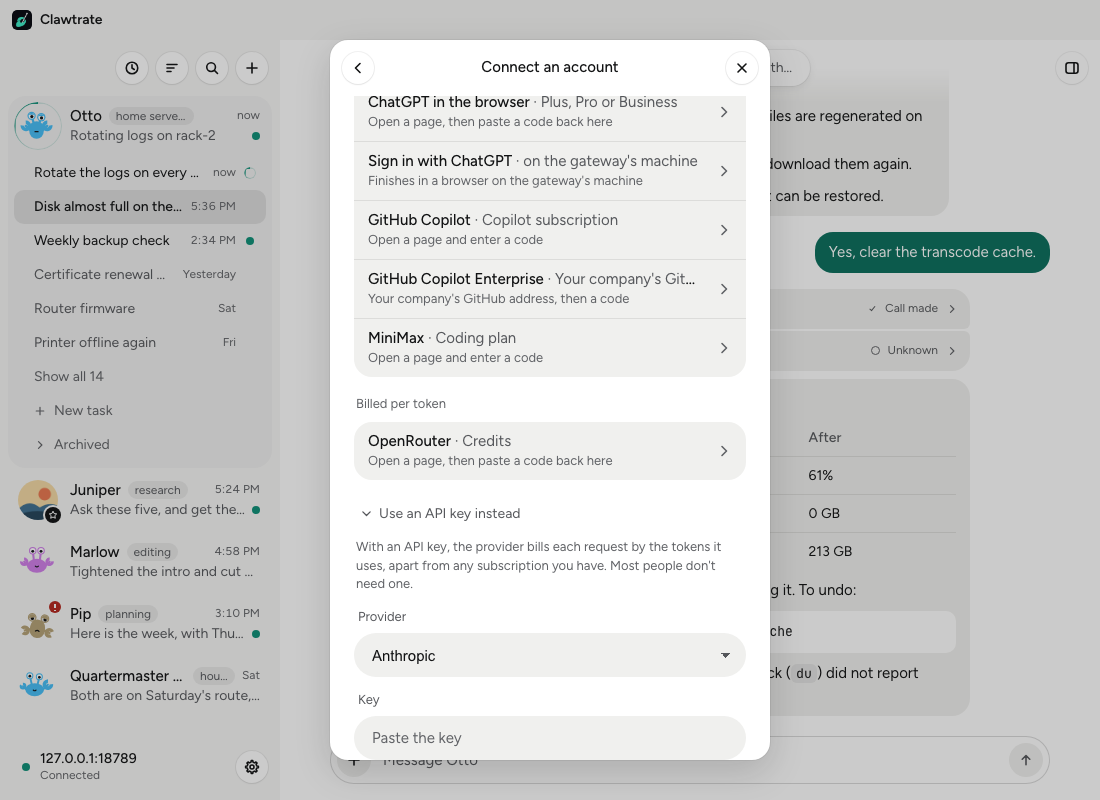 Clawtrate
Otto home serve... now
Rotating logs on rack-2
Rotate the logs on every ... now
Disk almost full on the... 5:36 PM
Weekly backup check 2:34 PM
Certificate renewal ... Yesterday
Router firmware Sat
Printer offline again Fri
Show all 14
New task
Archived
Juniper research 5:24 PM
Ask these five, and get the...
Marlow editing 4:58 PM
Tightened the intro and cut ...
Pip planning 3:10 PM
Here is the week, with Thu...
Quartermaster ... hou... Sat
Both are on Saturday's route,...
127.0.0.1:18789
Connected
Connect an account
ChatGPT in the browser · Plus, Pro or Business
Open a page, then paste a code back here
Sign in with ChatGPT · on the gateway's machine
Finishes in a browser on the gateway's machine
GitHub Copilot · Copilot subscription
Open a page and enter a code
GitHub Copilot Enterprise · Your company's Git...
Your company's GitHub address, then a code
MiniMax · Coding plan
Open a page and enter a code
Billed per token
OpenRouter · Credits
Open a page, then paste a code back here
Use an API key instead
With an API key, the provider bills each request by the tokens it
uses, apart from any subscription you have. Most people don't
need one.
Provider
Anthropic
Key
Paste the key
th...
iles are regenerated on
download them again.
can be restored.
Yes, clear the transcode cache.
Call made
Unknown
After
61%
0 GB
213 GB
g it. To undo:
che
ck (du) did not report
Message Otto